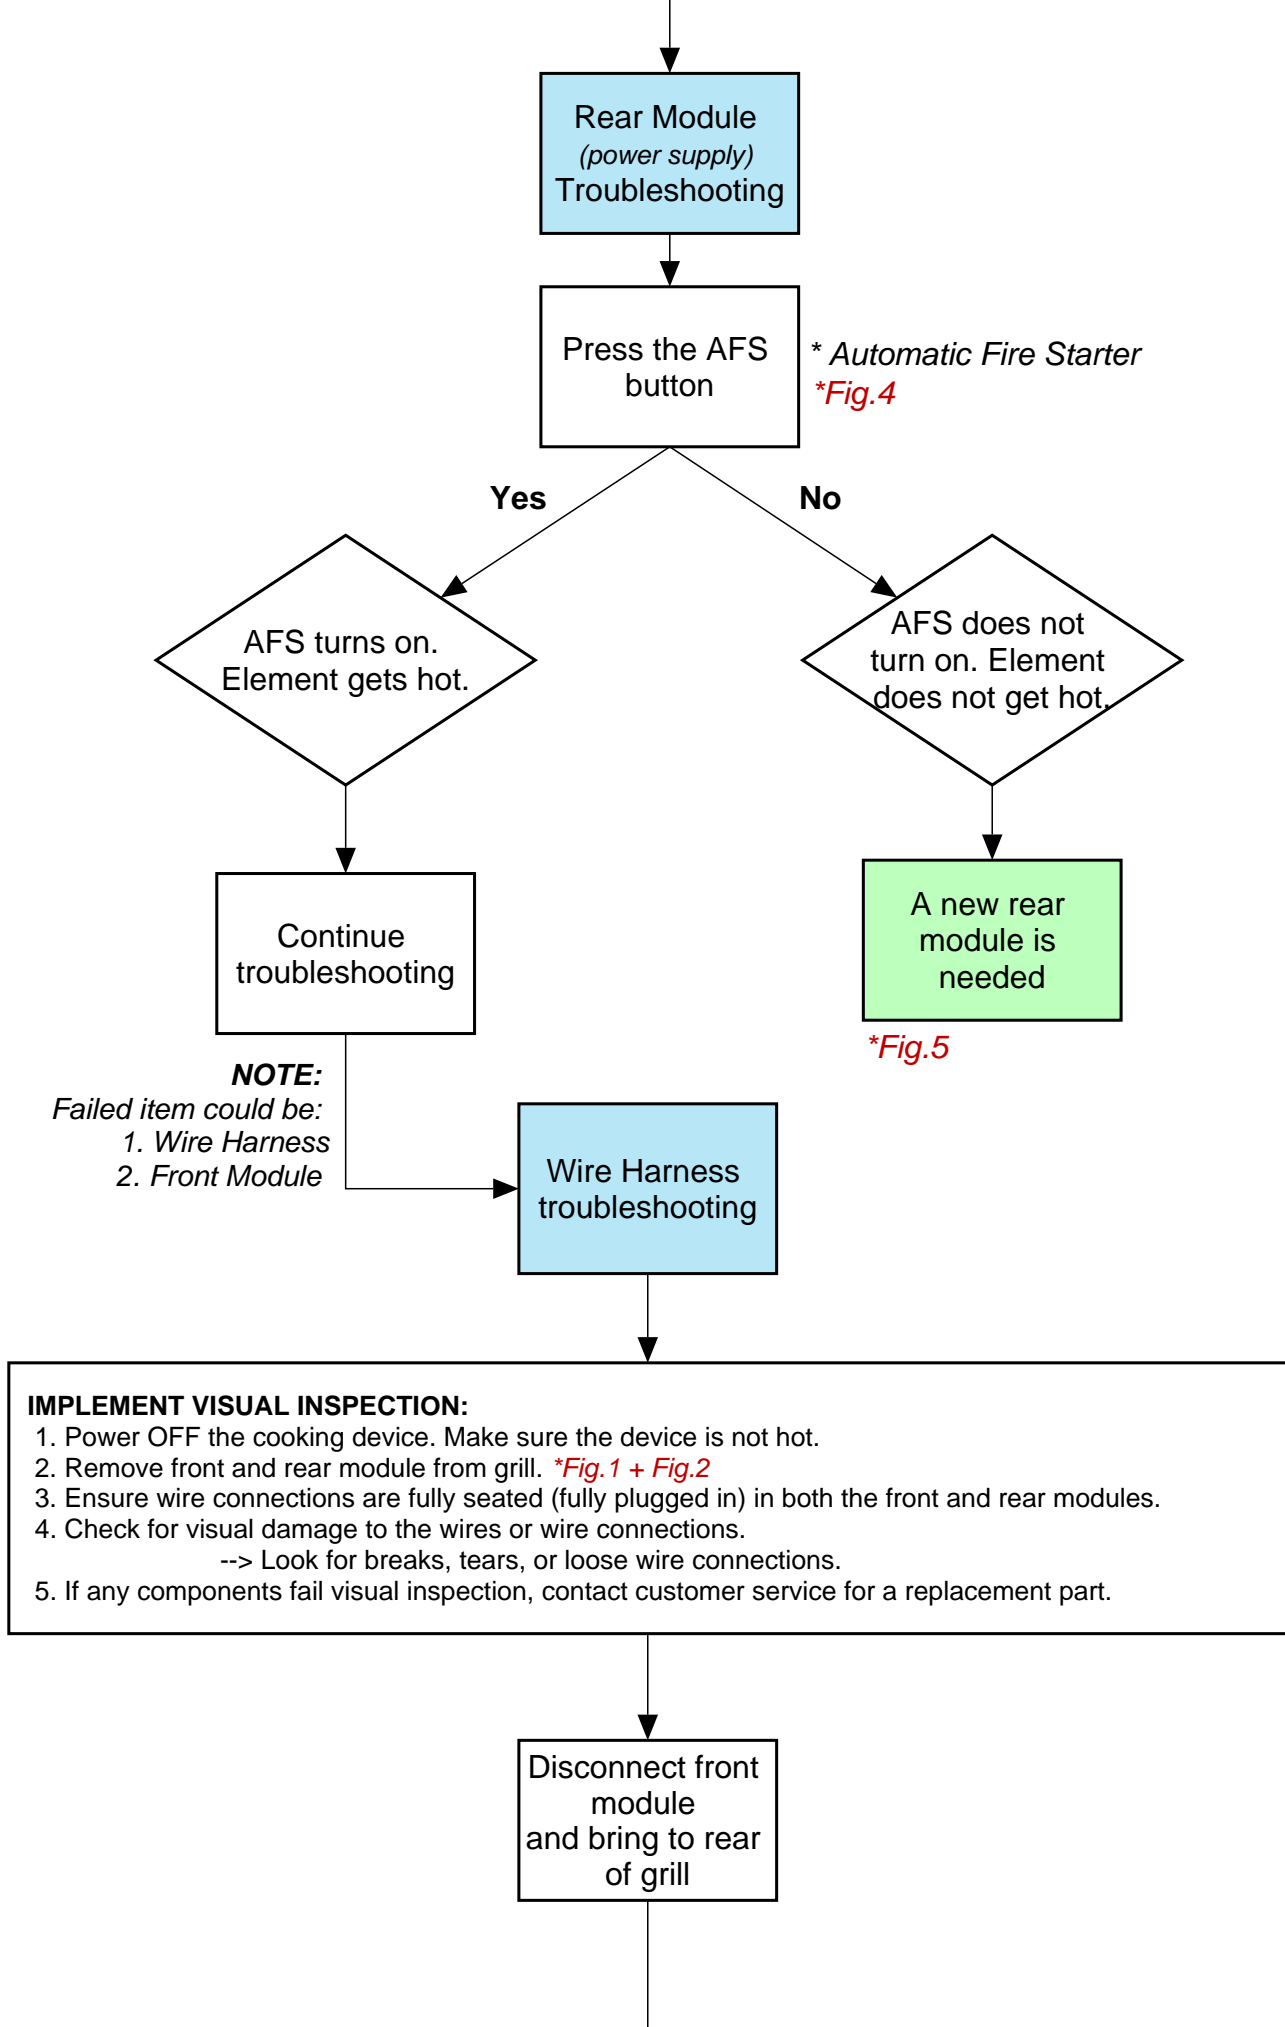 Rear Module
(power supply)
Troubleshooting
Press the AFS
button
* Automatic Fire Starter
*Fig.4
Yes
No
AFS turns on.
Element gets hot.
AFS does not
turn on. Element
does not get hot.
Continue
troubleshooting
A new rear
module is
needed
*Fig.5
NOTE:
Failed item could be:
1. Wire Harness
2. Front Module
Wire Harness
troubleshooting
IMPLEMENT VISUAL INSPECTION:
1. Power OFF the cooking device. Make sure the device is not hot.
2. Remove front and rear module from grill. *Fig.1 + Fig.2
3. Ensure wire connections are fully seated (fully plugged in) in both the front and rear modules.
4. Check for visual damage to the wires or wire connections.
--> Look for breaks, tears, or loose wire connections.
5. If any components fail visual inspection, contact customer service for a replacement part.
Disconnect front
module
and bring to rear
of grill